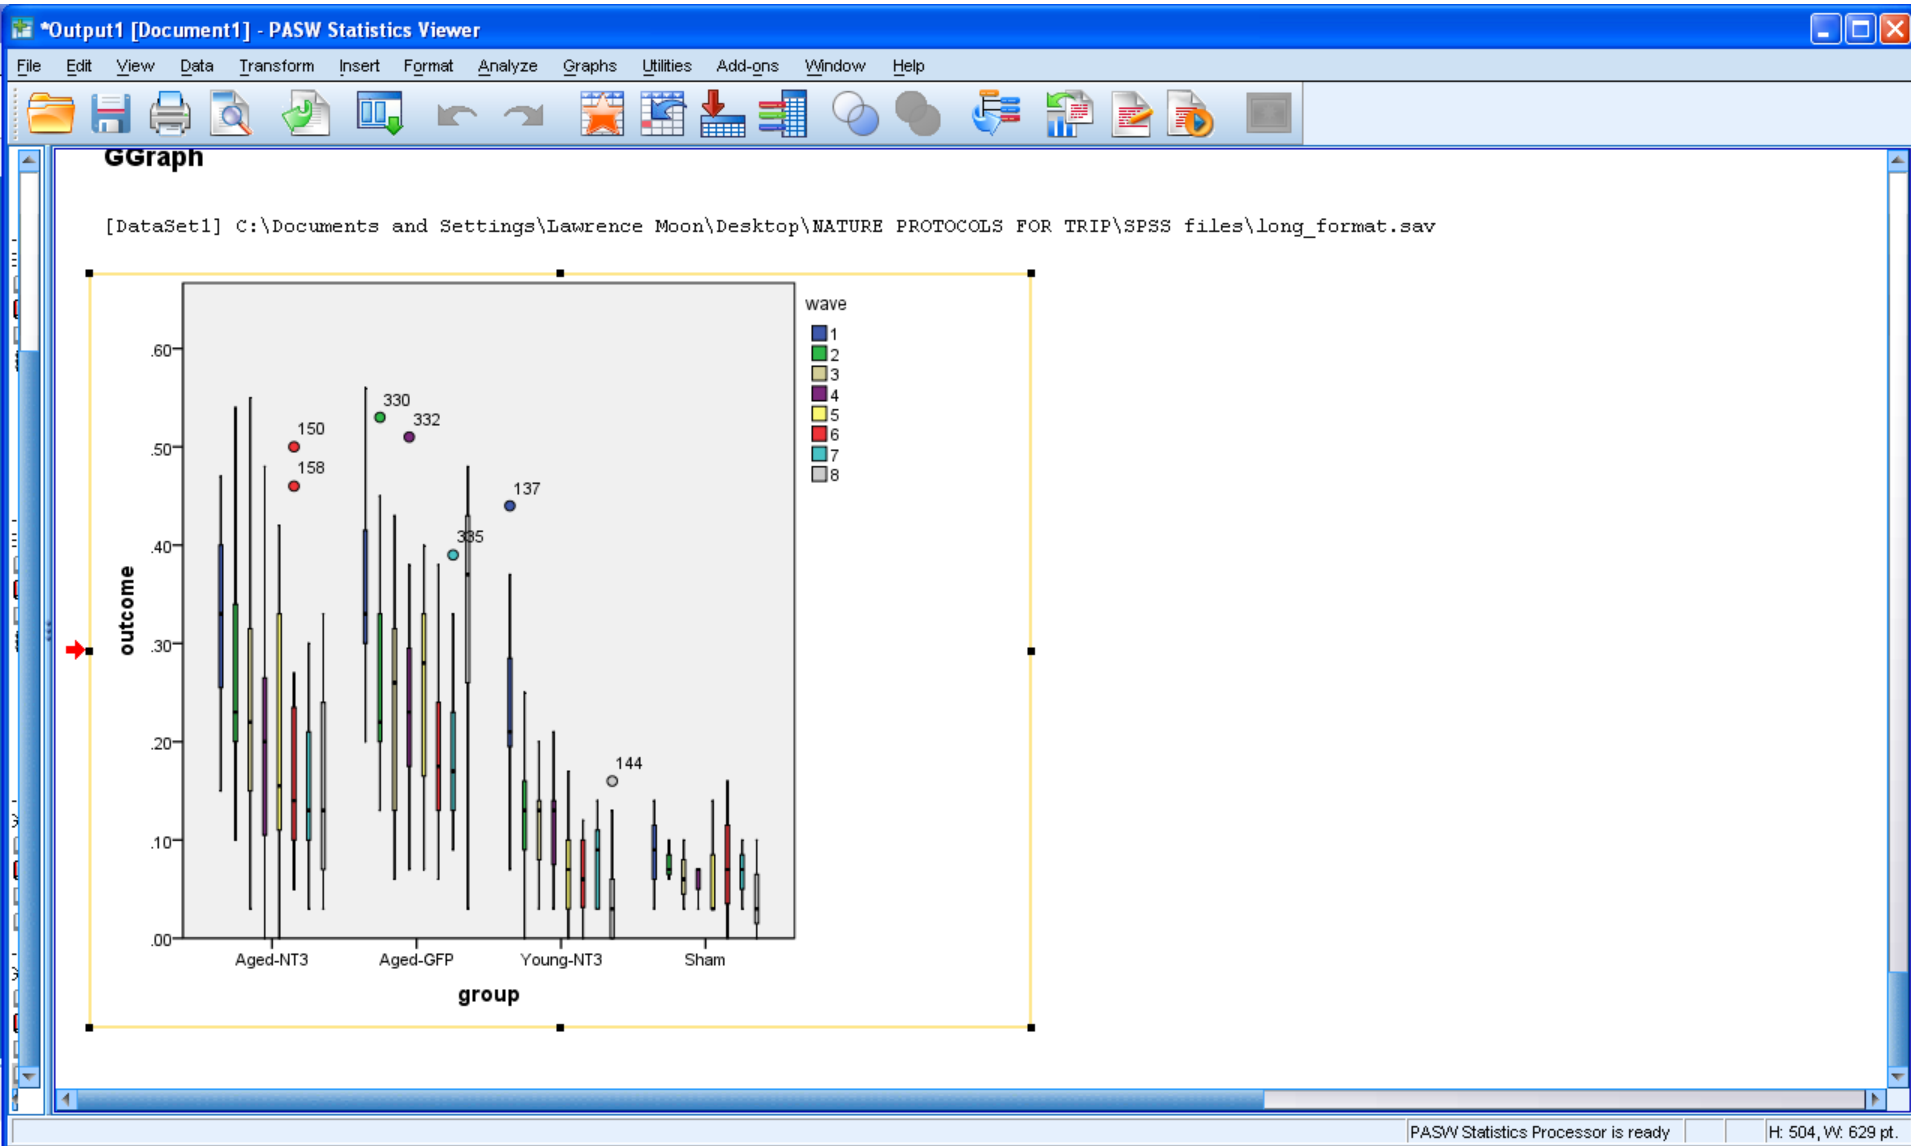 *Output1 [Document1] - PASW Statistics Viewer
File Edit View Data Transform Insert Format Analyze Graphs Utilities Add-ons Window Help
GGraph
[DataSet1] C:\Documents and Settings\Lawrence Moon\Desktop\NATURE PROTOCOLS FOR TRIP\SPSS files\long_format.sav
wave
1
2
3
4
5
6
7
8
.60
.50
.40
.30
.20
.10
.00
outcome
150
158
330
332
335
137
144
Aged-NT3 Aged-GFP Young-NT3 Sham
group
PASW Statistics Processor is ready H: 504, W: 629 pt.